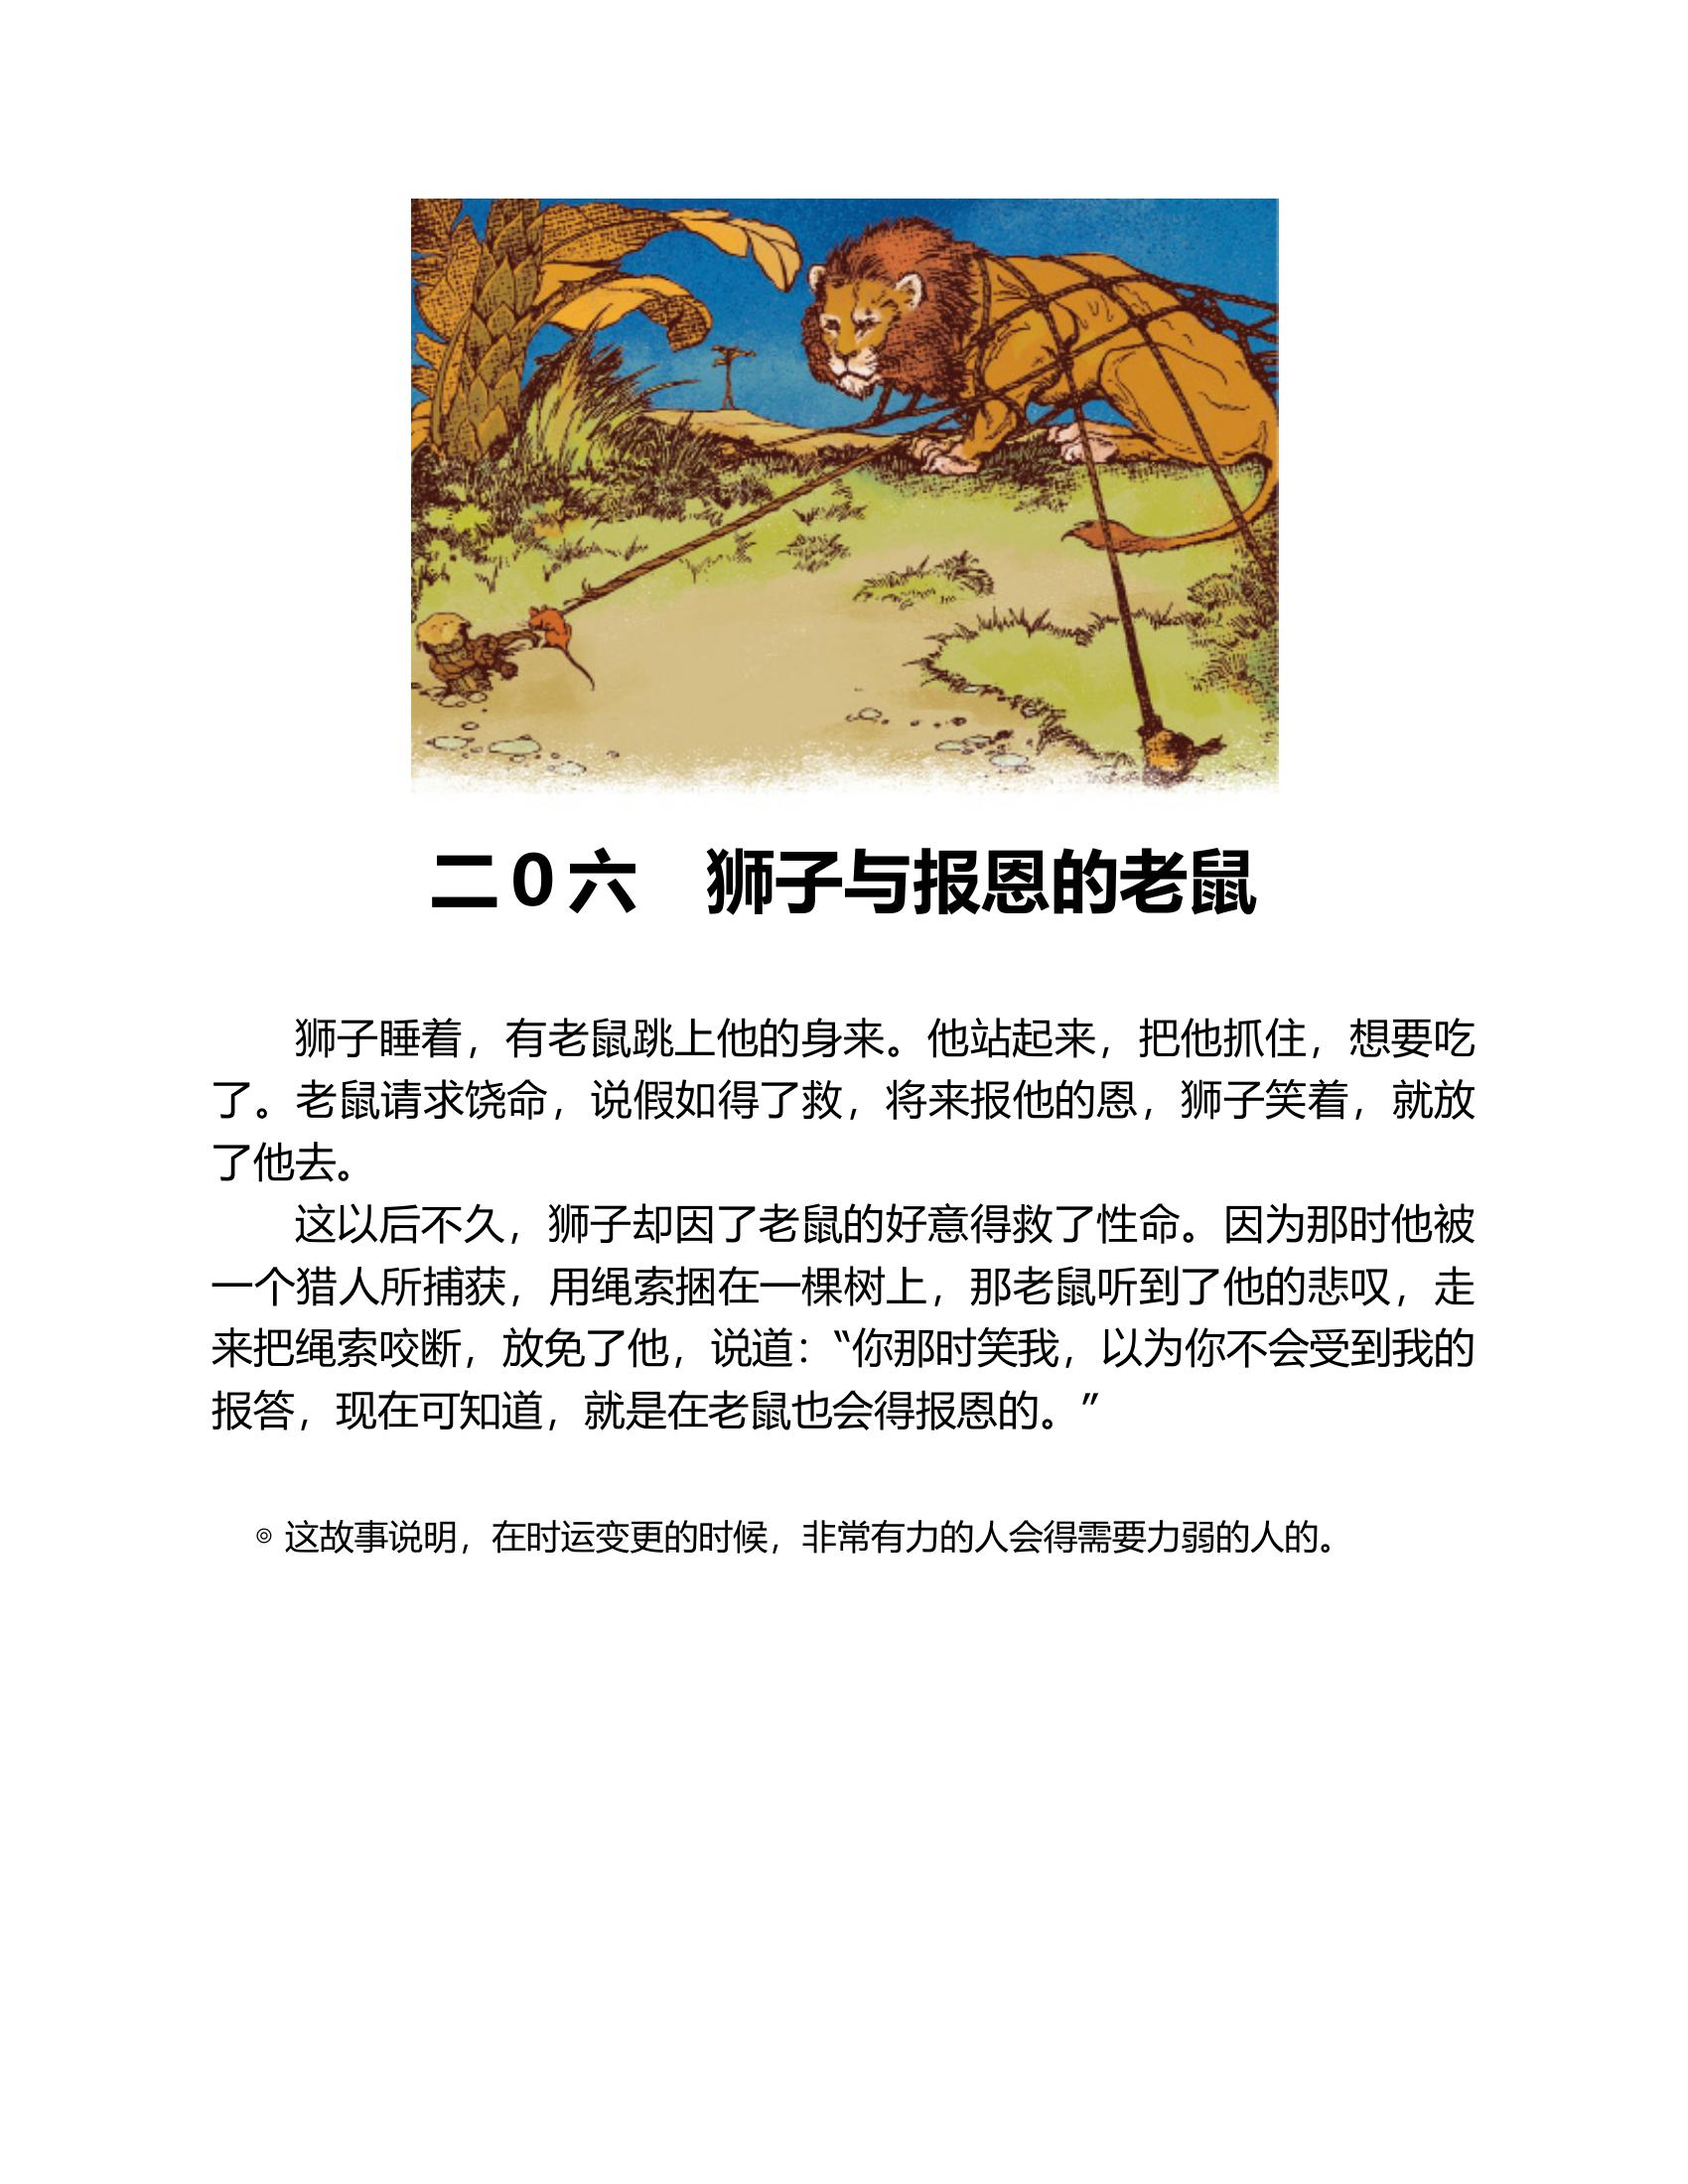 二0六　狮子与报恩的老鼠
狮子睡着，有老鼠跳上他的身来。他站起来，把他抓住，想要吃
了。老鼠请求饶命，说假如得了救，将来报他的恩，狮子笑着，就放
了他去。
这以后不久，狮子却因了老鼠的好意得救了性命。因为那时他被
一个猎人所捕获，用绳索捆在一棵树上，那老鼠听到了他的悲叹，走
来把绳索咬断，放免了他，说道：“你那时笑我，以为你不会受到我的
报答，现在可知道，就是在老鼠也会得报恩的。”
◎ 这故事说明，在时运变更的时候，非常有力的人会得需要力弱的人的。